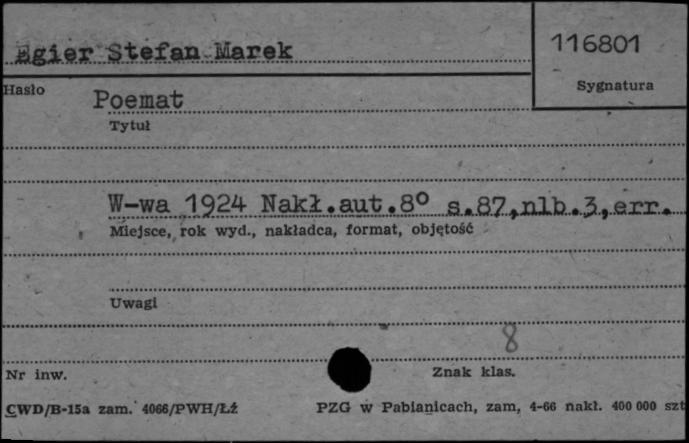 Egier Stefan Marek
116801
Hasło
Sygnatura
Poemat
Tytuł
W-wa 1924 Nakł.aut.8° s.87,nlb.3,err.
Miejsce, rok wyd., nakładca, format, objętość
Uwagi
8
Nr inw.
Znak klas.
CWD/B-15a zam. 4066/PWH/Łż
PZG w Pabianicach, zam, 4-66 nakł. 400 000 szt